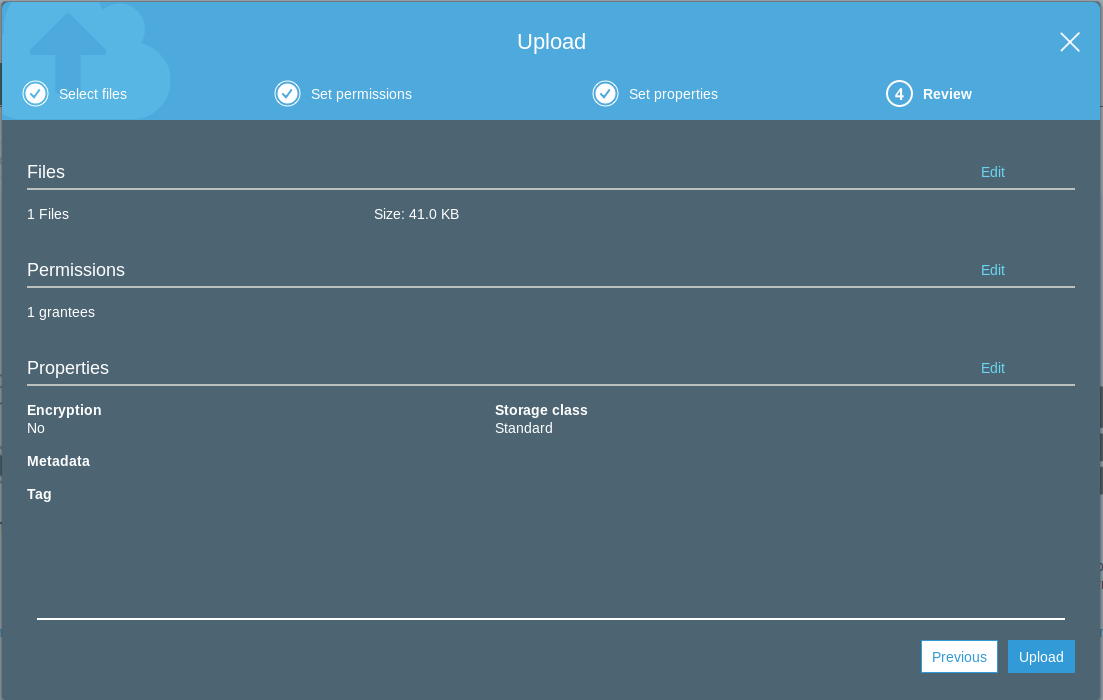 Upload
Select files
Set permissions
Set properties
4 Review
Files Edit
1 Files Size: 41.0 KB
Permissions Edit
1 grantees
Properties Edit
Encryption Storage class
No Standard
Metadata
Tag
Previous Upload